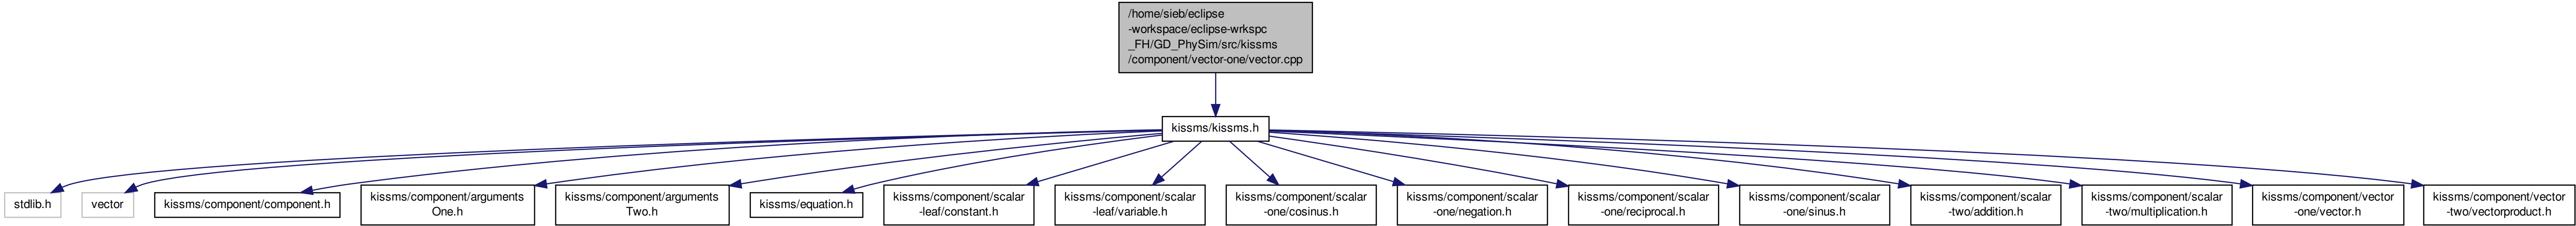 /home/sieb/eclipse
-workspace/eclipse-wrkspc
_FH/GD_PhySim/src/kissms
/component/vector-one/vector.cpp
kissms/kissms.h
stdlib.h
vector
kissms/component/component.h
kissms/component/arguments
One.h
kissms/component/arguments
Two.h
kissms/equation.h
kissms/component/scalar
-leaf/constant.h
kissms/component/scalar
-leaf/variable.h
kissms/component/scalar
-one/cosinus.h
kissms/component/scalar
-one/negation.h
kissms/component/scalar
-one/reciprocal.h
kissms/component/scalar
-one/sinus.h
kissms/component/scalar
-two/addition.h
kissms/component/scalar
-two/multiplication.h
kissms/component/vector
-one/vector.h
kissms/component/vector
-two/vectorproduct.h